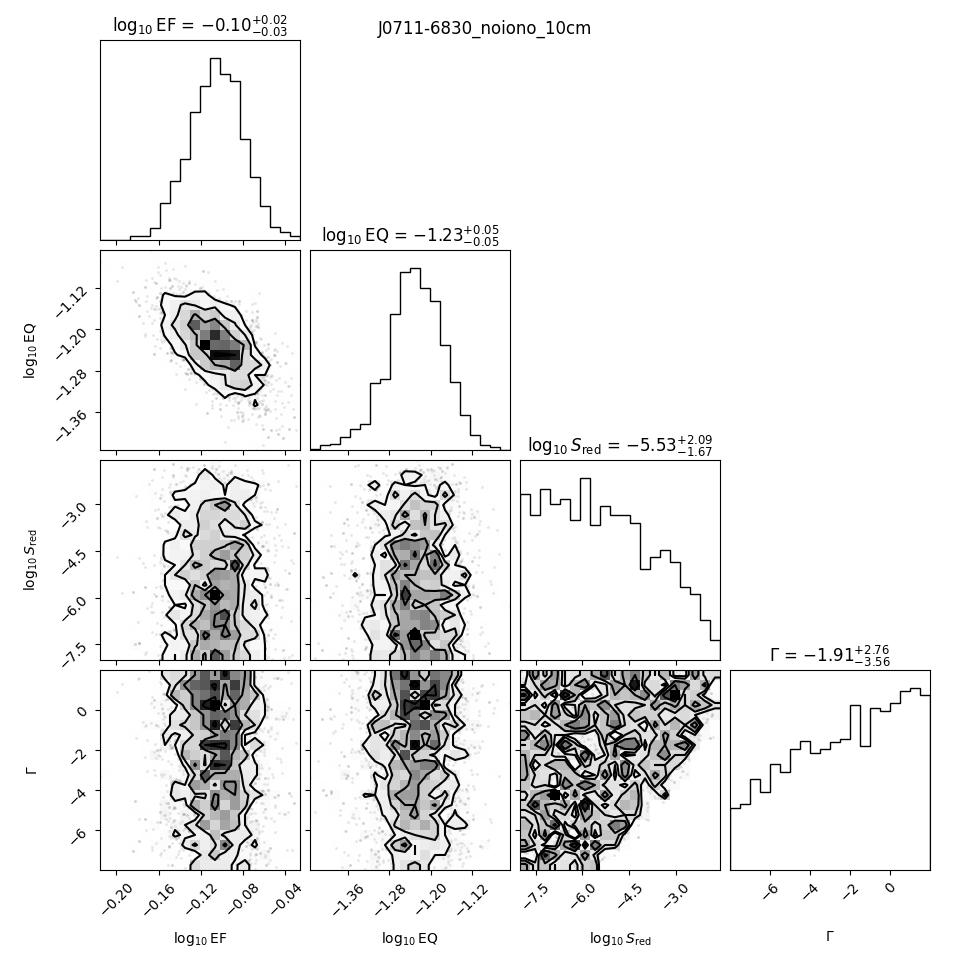 J0711-6830_noiono_10cm
log₁₀ EF = −0.10 +0.02 −0.03
log₁₀ EQ = −1.23 +0.05 −0.05
−1.12
−1.20
−1.28
−1.36
log₁₀ EQ
log₁₀ S_red = −5.53 +2.09 −1.67
−3.0
−4.5
−6.0
−7.5
log₁₀ S_red
Γ = −1.91 +2.76 −3.56
0
−2
−4
−6
Γ
−0.20 −0.16 −0.12 −0.08 −0.04
log₁₀ EF
−1.36 −1.28 −1.20 −1.12
log₁₀ EQ
−7.5 −6.0 −4.5 −3.0
log₁₀ S_red
−6 −4 −2 0
Γ